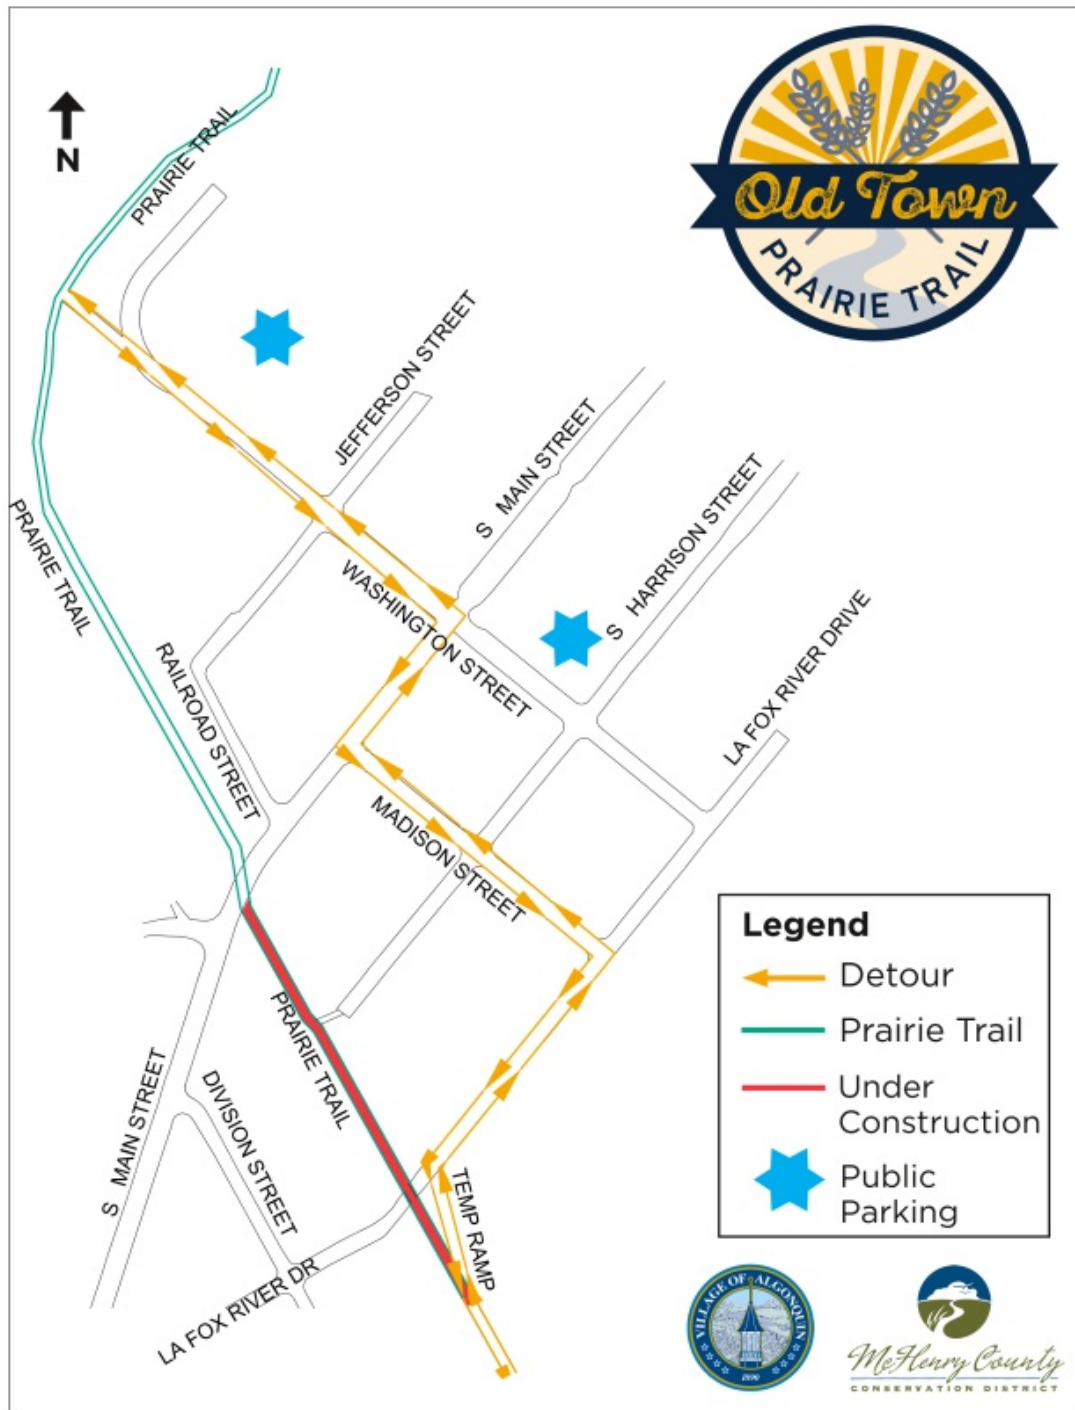 N
PRAIRIE TRAIL
Old Town
PRAIRIE TRAIL
JEFFERSON STREET
S MAIN STREET
S HARRISON STREET
PRAIRIE TRAIL
WASHINGTON STREET
LA FOX RIVER DRIVE
RAILROAD STREET
MADISON STREET
PRAIRIE TRAIL
S MAIN STREET
DIVISION STREET
TEMP RAMP
LA FOX RIVER DR
Legend
Detour
Prairie Trail
Under
Construction
Public
Parking
VILLAGE OF ALGONQUIN
1890
McHenry County
CONSERVATION DISTRICT